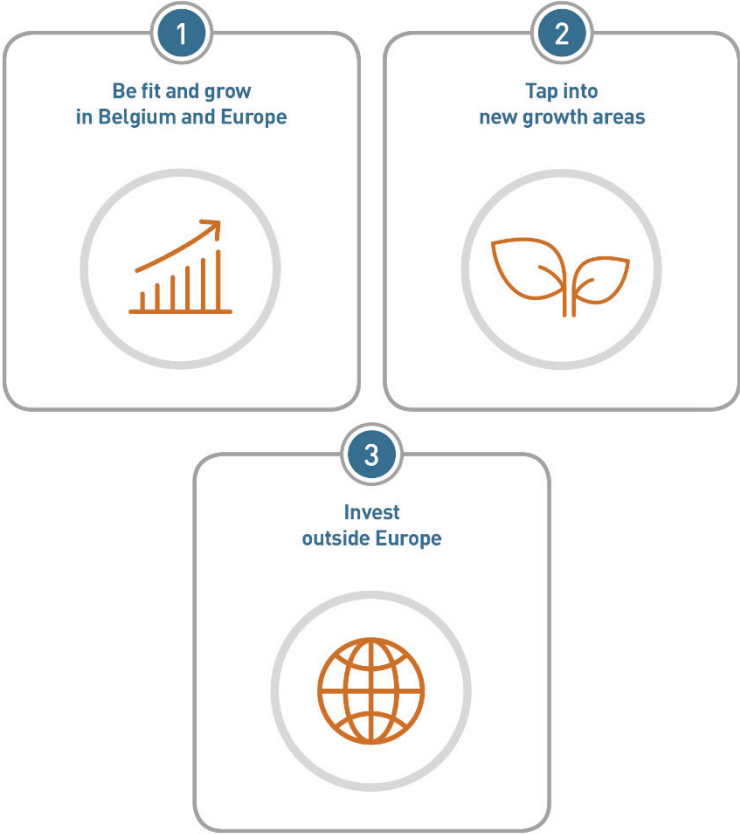 1
Be fit and grow
in Belgium and Europe
2
Tap into
new growth areas
3
Invest
outside Europe